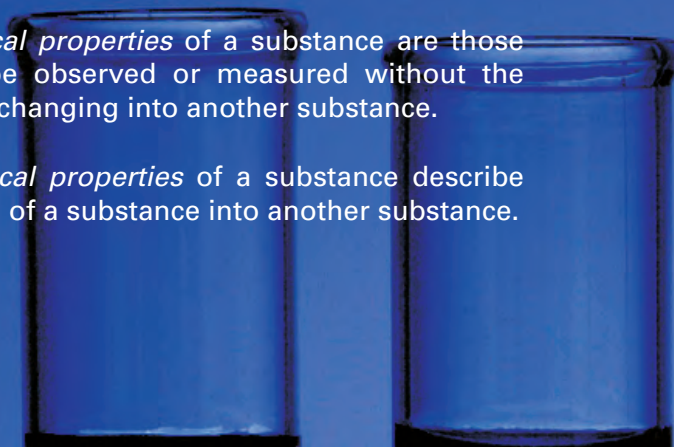 cal properties of a substance are those
be observed or measured without the
changing into another substance.
cal properties of a substance describe
of a substance into another substance.